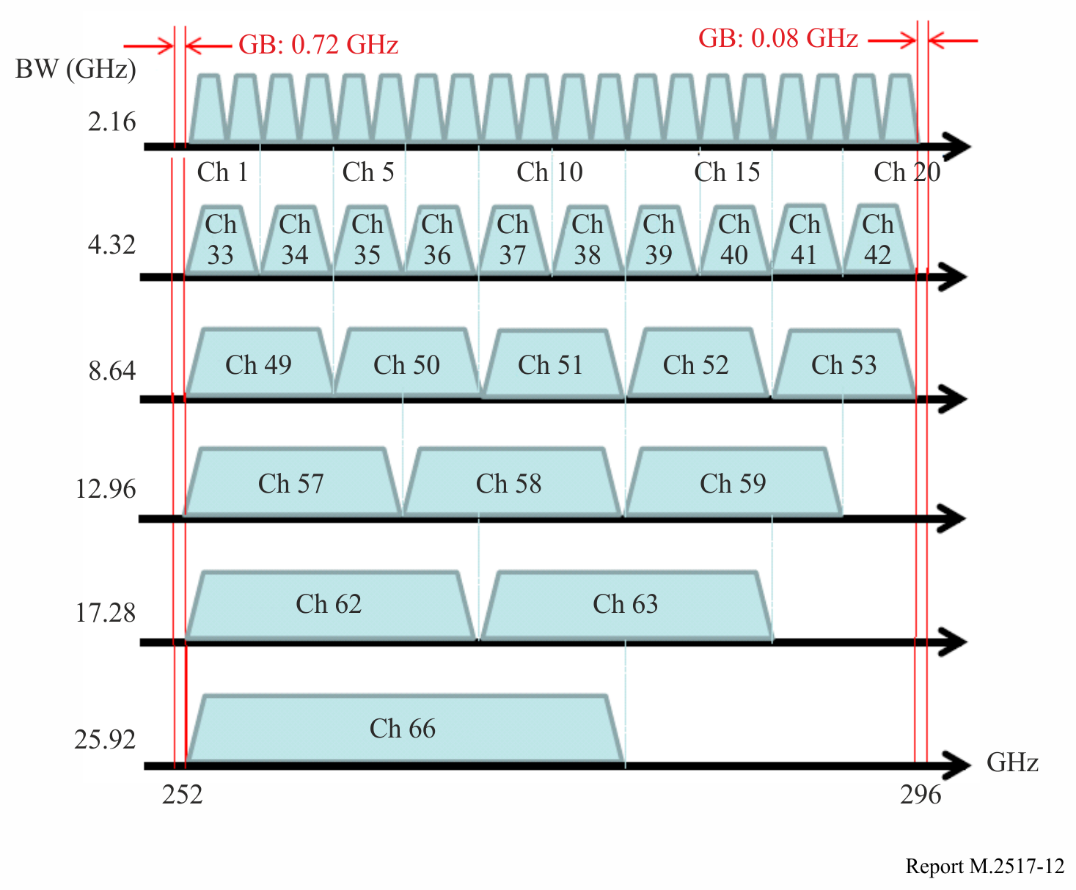 GB: 0.72 GHz
GB: 0.08 GHz
BW (GHz)
2.16
Ch 1
Ch 5
Ch 10
Ch 15
Ch 20
4.32
Ch
33
Ch
34
Ch
35
Ch
36
Ch
37
Ch
38
Ch
39
Ch
40
Ch
41
Ch
42
8.64
Ch 49
Ch 50
Ch 51
Ch 52
Ch 53
12.96
Ch 57
Ch 58
Ch 59
17.28
Ch 62
Ch 63
25.92
Ch 66
GHz
252
296
Report M.2517-12